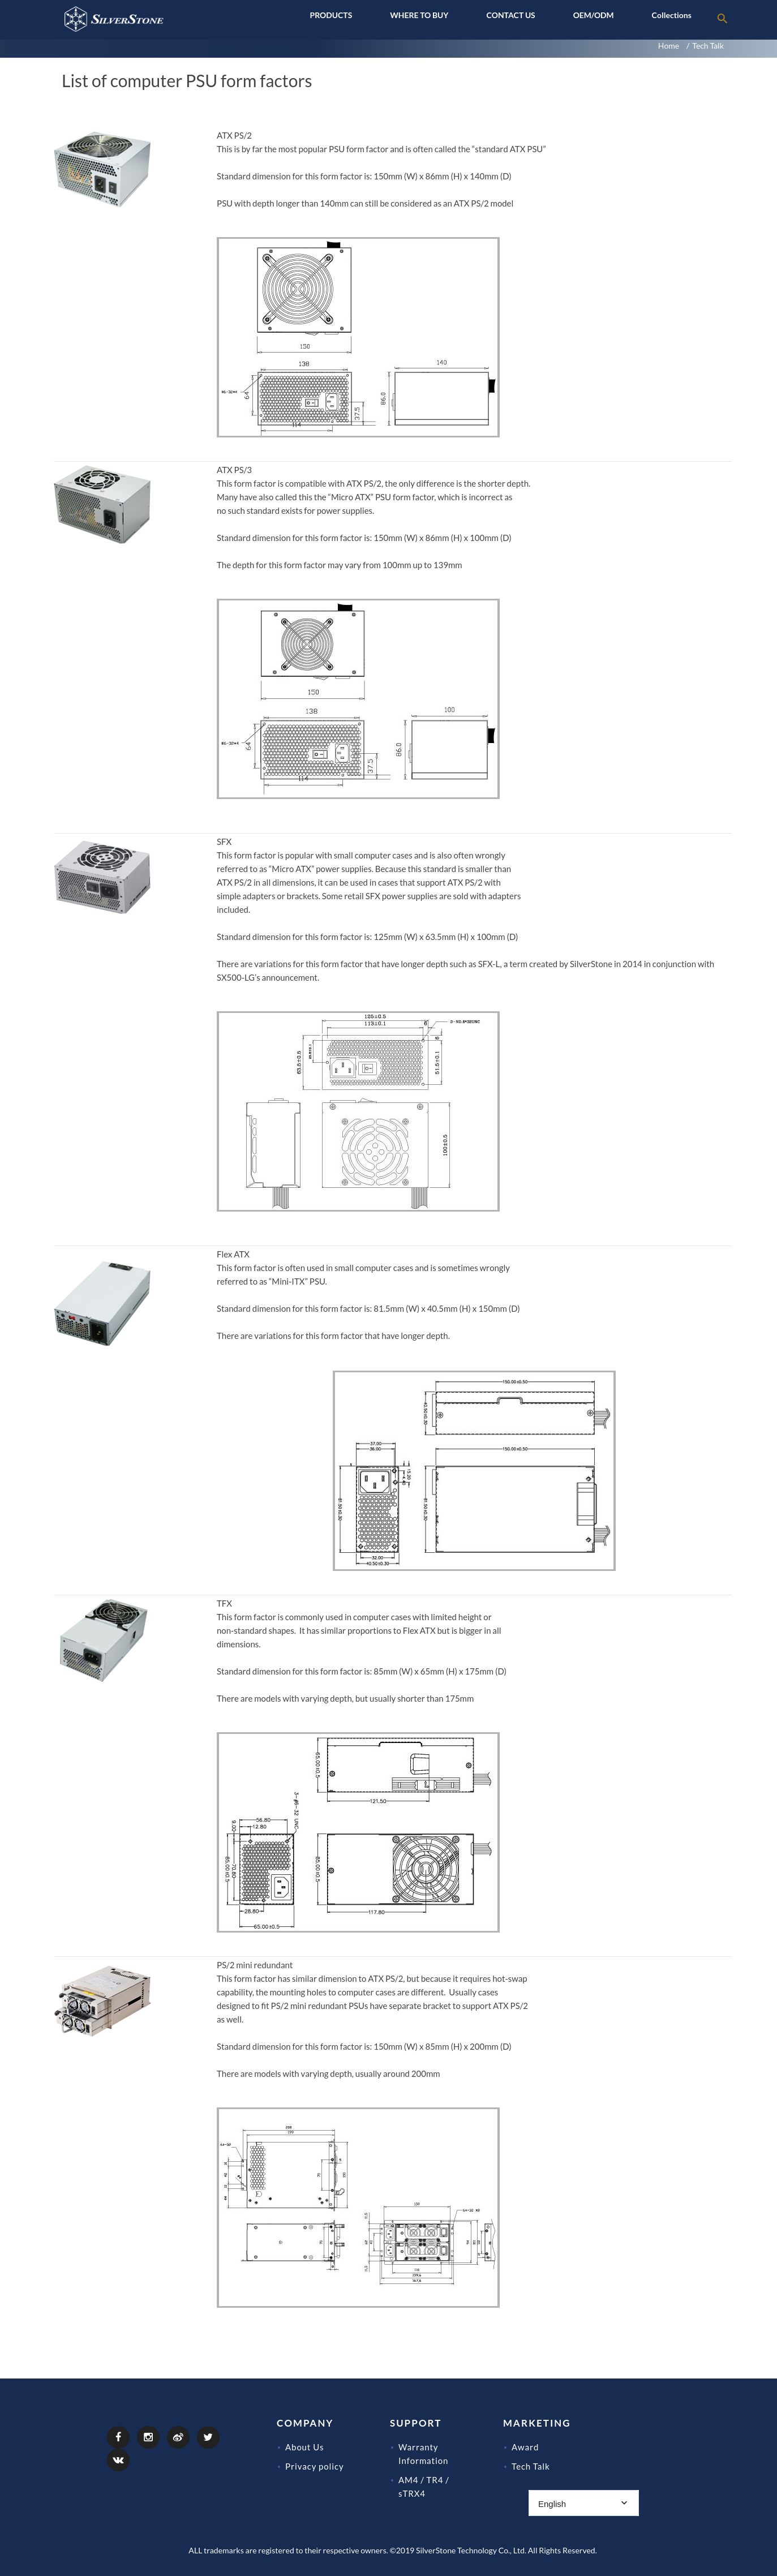 SILVERSTONE
PRODUCTS
WHERE TO BUY
CONTACT US
OEM/ODM
Collections
Home / Tech Talk
List of computer PSU form factors
ATX PS/2
This is by far the most popular PSU form factor and is often called the “standard ATX PSU”
Standard dimension for this form factor is: 150mm (W) x 86mm (H) x 140mm (D)
PSU with depth longer than 140mm can still be considered as an ATX PS/2 model
150
138
140
64
86.0
37.5
114
ATX PS/3
This form factor is compatible with ATX PS/2, the only difference is the shorter depth.
Many have also called this the “Micro ATX” PSU form factor, which is incorrect as
no such standard exists for power supplies.
Standard dimension for this form factor is: 150mm (W) x 86mm (H) x 100mm (D)
The depth for this form factor may vary from 100mm up to 139mm
150
138
100
64
86.0
37.5
114
SFX
This form factor is popular with small computer cases and is also often wrongly
referred to as “Micro ATX” power supplies. Because this standard is smaller than
ATX PS/2 in all dimensions, it can be used in cases that support ATX PS/2 with
simple adapters or brackets. Some retail SFX power supplies are sold with adapters
included.
Standard dimension for this form factor is: 125mm (W) x 63.5mm (H) x 100mm (D)
There are variations for this form factor that have longer depth such as SFX-L, a term created by SilverStone in 2014 in conjunction with
SX500-LG’s announcement.
125±0.5
113±0.1
6
63.5±0.5
51.5±0.1
100±0.5
Flex ATX
This form factor is often used in small computer cases and is sometimes wrongly
referred to as “Mini-ITX” PSU.
Standard dimension for this form factor is: 81.5mm (W) x 40.5mm (H) x 150mm (D)
There are variations for this form factor that have longer depth.
150.00±0.50
37.00
36.00
150.00±0.50
32.00
40.50±0.30
TFX
This form factor is commonly used in computer cases with limited height or
non-standard shapes.  It has similar proportions to Flex ATX but is bigger in all
dimensions.
Standard dimension for this form factor is: 85mm (W) x 65mm (H) x 175mm (D)
There are models with varying depth, but usually shorter than 175mm
65.00±0.5
121.50
56.80
12.80
9.00
85.00±0.5
70.80
85.00±0.5
28.80
117.80
65.00±0.5
PS/2 mini redundant
This form factor has similar dimension to ATX PS/2, but because it requires hot-swap
capability, the mounting holes to computer cases are different.  Usually cases
designed to fit PS/2 mini redundant PSUs have separate bracket to support ATX PS/2
as well.
Standard dimension for this form factor is: 150mm (W) x 85mm (H) x 200mm (D)
There are models with varying depth, usually around 200mm
COMPANY
About Us
Privacy policy
SUPPORT
Warranty
Information
AM4 / TR4 /
sTRX4
MARKETING
Award
Tech Talk
English
ALL trademarks are registered to their respective owners. ©2019 SilverStone Technology Co., Ltd. All Rights Reserved.